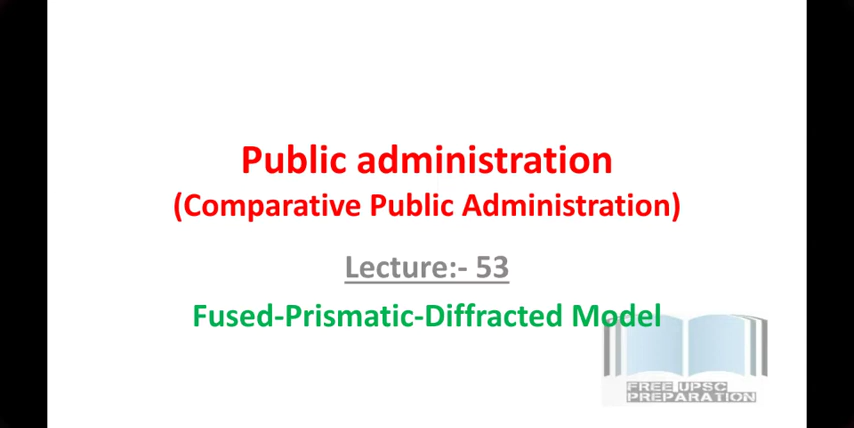 Public administration
(Comparative Public Administration)
Lecture:- 53
Fused-Prismatic-Diffracted Model
FREE UPSC
PREPARATION